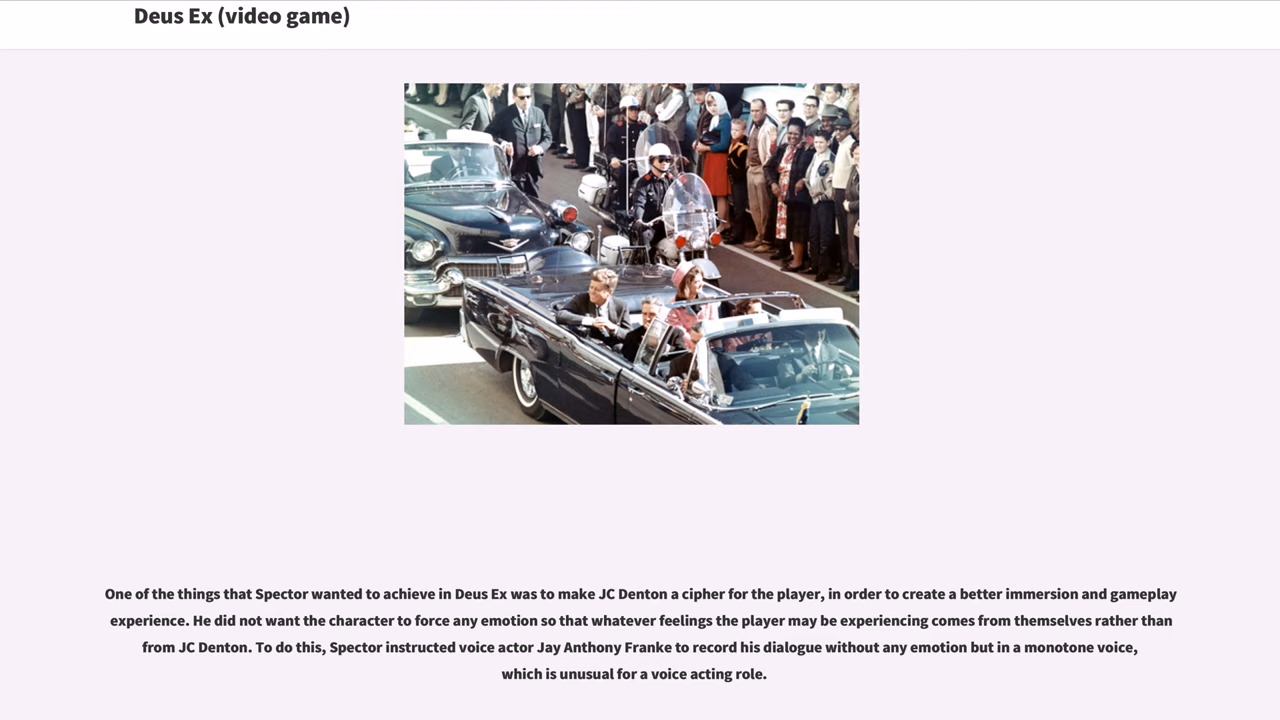 Deus Ex (video game)
One of the things that Spector wanted to achieve in Deus Ex was to make JC Denton a cipher for the player, in order to create a better immersion and gameplay
experience. He did not want the character to force any emotion so that whatever feelings the player may be experiencing comes from themselves rather than
from JC Denton. To do this, Spector instructed voice actor Jay Anthony Franke to record his dialogue without any emotion but in a monotone voice,
which is unusual for a voice acting role.